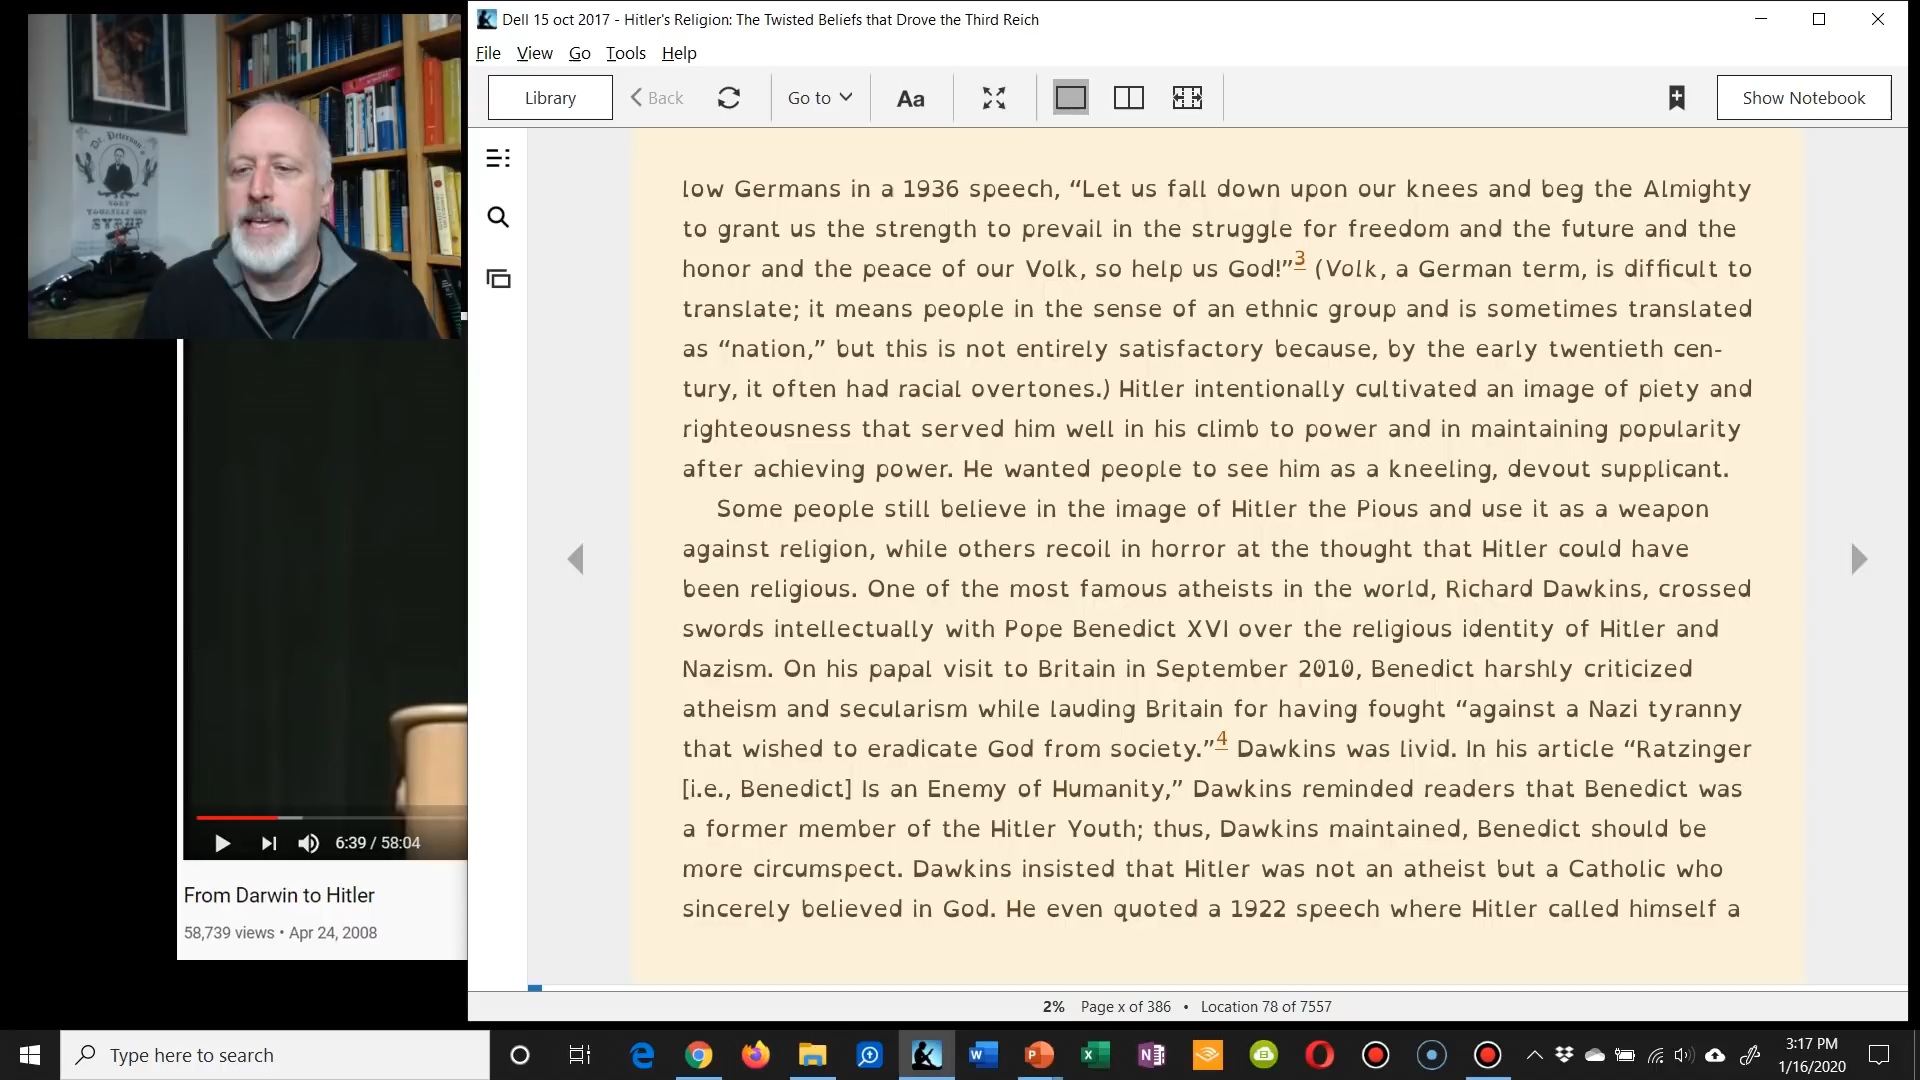 Dell 15 oct 2017 - Hitler's Religion: The Twisted Beliefs that Drove the Third Reich
File View Go Tools Help
Library
Back
Go to
Aa
Show Notebook
Dr. Peterson's
SYRUP
low Germans in a 1936 speech, “Let us fall down upon our knees and beg the Almighty
to grant us the strength to prevail in the struggle for freedom and the future and the
honor and the peace of our Volk, so help us God!”3 (Volk, a German term, is difficult to
translate; it means people in the sense of an ethnic group and is sometimes translated
as “nation,” but this is not entirely satisfactory because, by the early twentieth cen-
tury, it often had racial overtones.) Hitler intentionally cultivated an image of piety and
righteousness that served him well in his climb to power and in maintaining popularity
after achieving power. He wanted people to see him as a kneeling, devout supplicant.
Some people still believe in the image of Hitler the Pious and use it as a weapon
against religion, while others recoil in horror at the thought that Hitler could have
been religious. One of the most famous atheists in the world, Richard Dawkins, crossed
swords intellectually with Pope Benedict XVI over the religious identity of Hitler and
Nazism. On his papal visit to Britain in September 2010, Benedict harshly criticized
atheism and secularism while lauding Britain for having fought “against a Nazi tyranny
that wished to eradicate God from society.”4 Dawkins was livid. In his article “Ratzinger
[i.e., Benedict] Is an Enemy of Humanity,” Dawkins reminded readers that Benedict was
a former member of the Hitler Youth; thus, Dawkins maintained, Benedict should be
more circumspect. Dawkins insisted that Hitler was not an atheist but a Catholic who
sincerely believed in God. He even quoted a 1922 speech where Hitler called himself a
6:39 / 58:04
From Darwin to Hitler
58,739 views • Apr 24, 2008
2% Page x of 386 • Location 78 of 7557
Type here to search
3:17 PM
1/16/2020